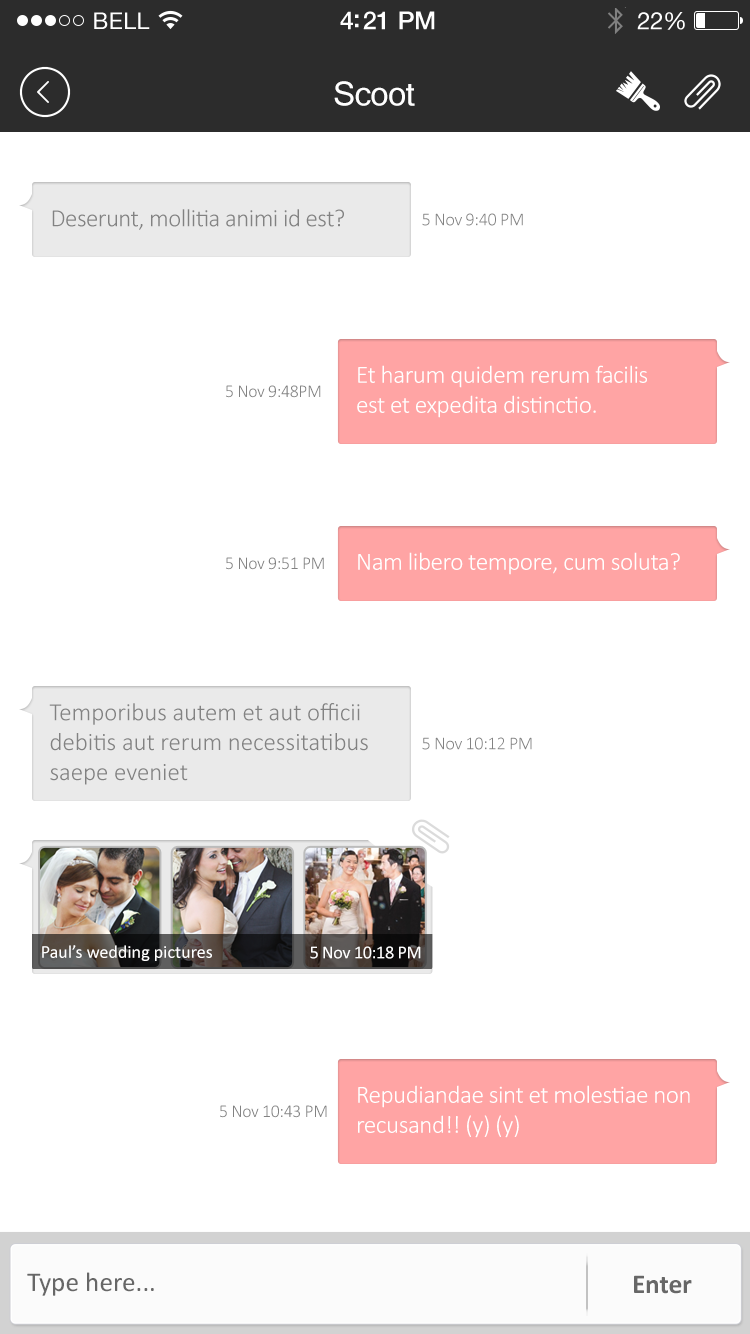 BELL 4:21 PM 22%
Scoot
Deserunt, mollitia animi id est?
5 Nov 9:40 PM
Et harum quidem rerum facilis
est et expedita distinctio.
5 Nov 9:48PM
Nam libero tempore, cum soluta?
5 Nov 9:51 PM
Temporibus autem et aut officii
debitis aut rerum necessitatibus
saepe eveniet
5 Nov 10:12 PM
Paul's wedding pictures 5 Nov 10:18 PM
Repudiandae sint et molestiae non
recusand!! (y) (y)
5 Nov 10:43 PM
Type here... Enter